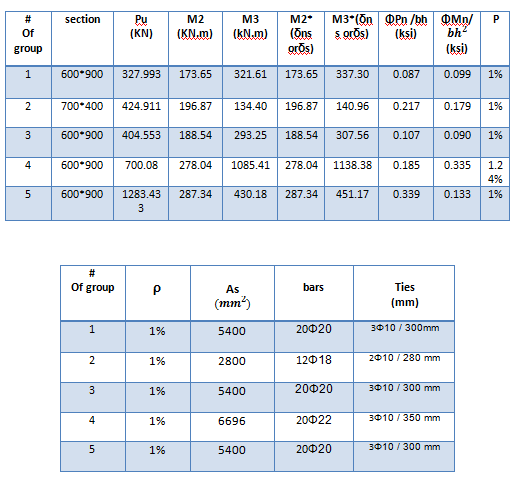 # Of group | section | Pu (KN) | M2 (KN.m) | M3 (kN.m) | M2* (δns orδs) | M3*(δns orδs) | ΦPn /bh (ksi) | ΦMn/ bh² (ksi) | P
1 | 600*900 | 327.993 | 173.65 | 321.61 | 173.65 | 337.30 | 0.087 | 0.099 | 1%
2 | 700*400 | 424.911 | 196.87 | 134.40 | 196.87 | 140.96 | 0.217 | 0.179 | 1%
3 | 600*900 | 404.553 | 188.54 | 293.25 | 188.54 | 307.56 | 0.107 | 0.090 | 1%
4 | 600*900 | 700.08 | 278.04 | 1085.41 | 278.04 | 1138.38 | 0.185 | 0.335 | 1.24%
5 | 600*900 | 1283.433 | 287.34 | 430.18 | 287.34 | 451.17 | 0.339 | 0.133 | 1%
# Of group | ρ | As (mm²) | bars | Ties (mm)
1 | 1% | 5400 | 20Φ20 | 3Φ10 / 300mm
2 | 1% | 2800 | 12Φ18 | 2Φ10 / 280 mm
3 | 1% | 5400 | 20Φ20 | 3Φ10 / 300 mm
4 | 1% | 6696 | 20Φ22 | 3Φ10 / 350 mm
5 | 1% | 5400 | 20Φ20 | 3Φ10 / 300 mm